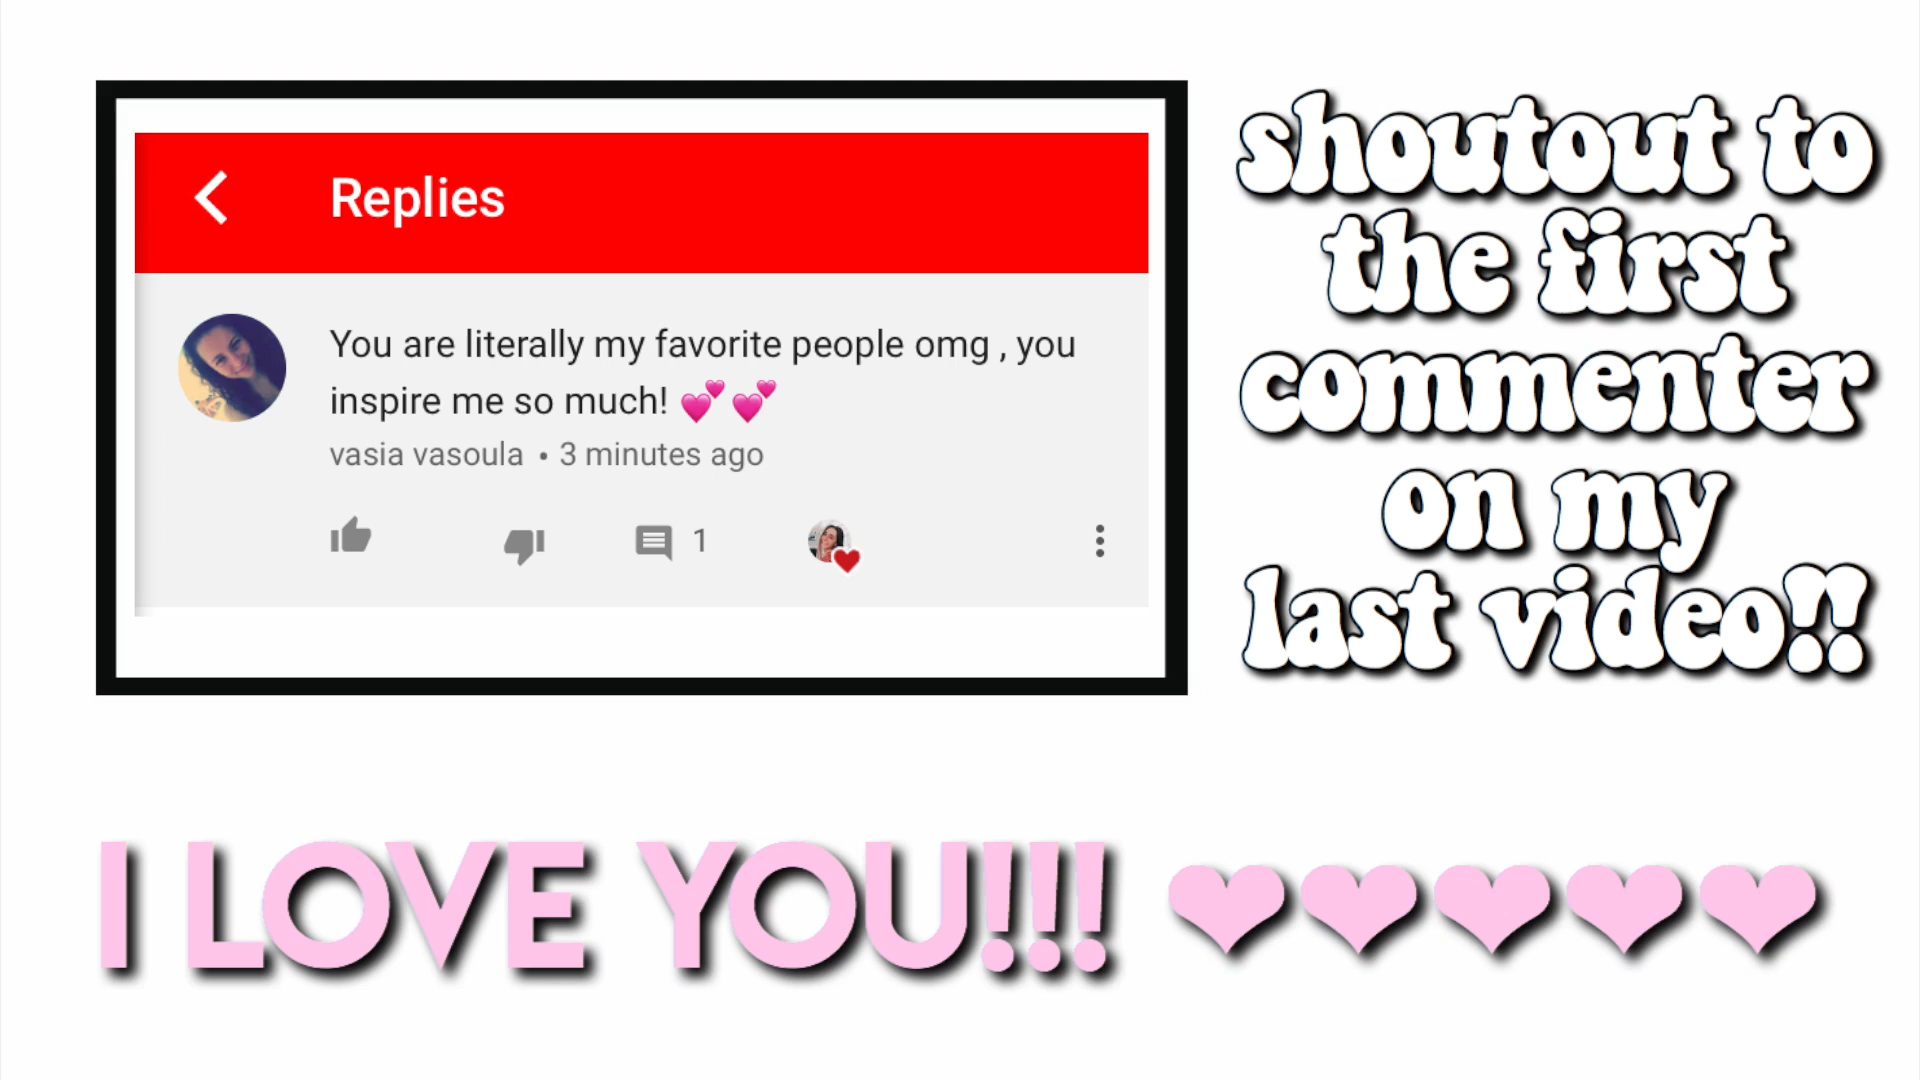 Replies
You are literally my favorite people omg , you
inspire me so much! 💕 💕
vasia vasoula • 3 minutes ago
1
shoutout to
the first
commenter
on my
last video!!
I LOVE YOU!!! ❤❤❤❤❤